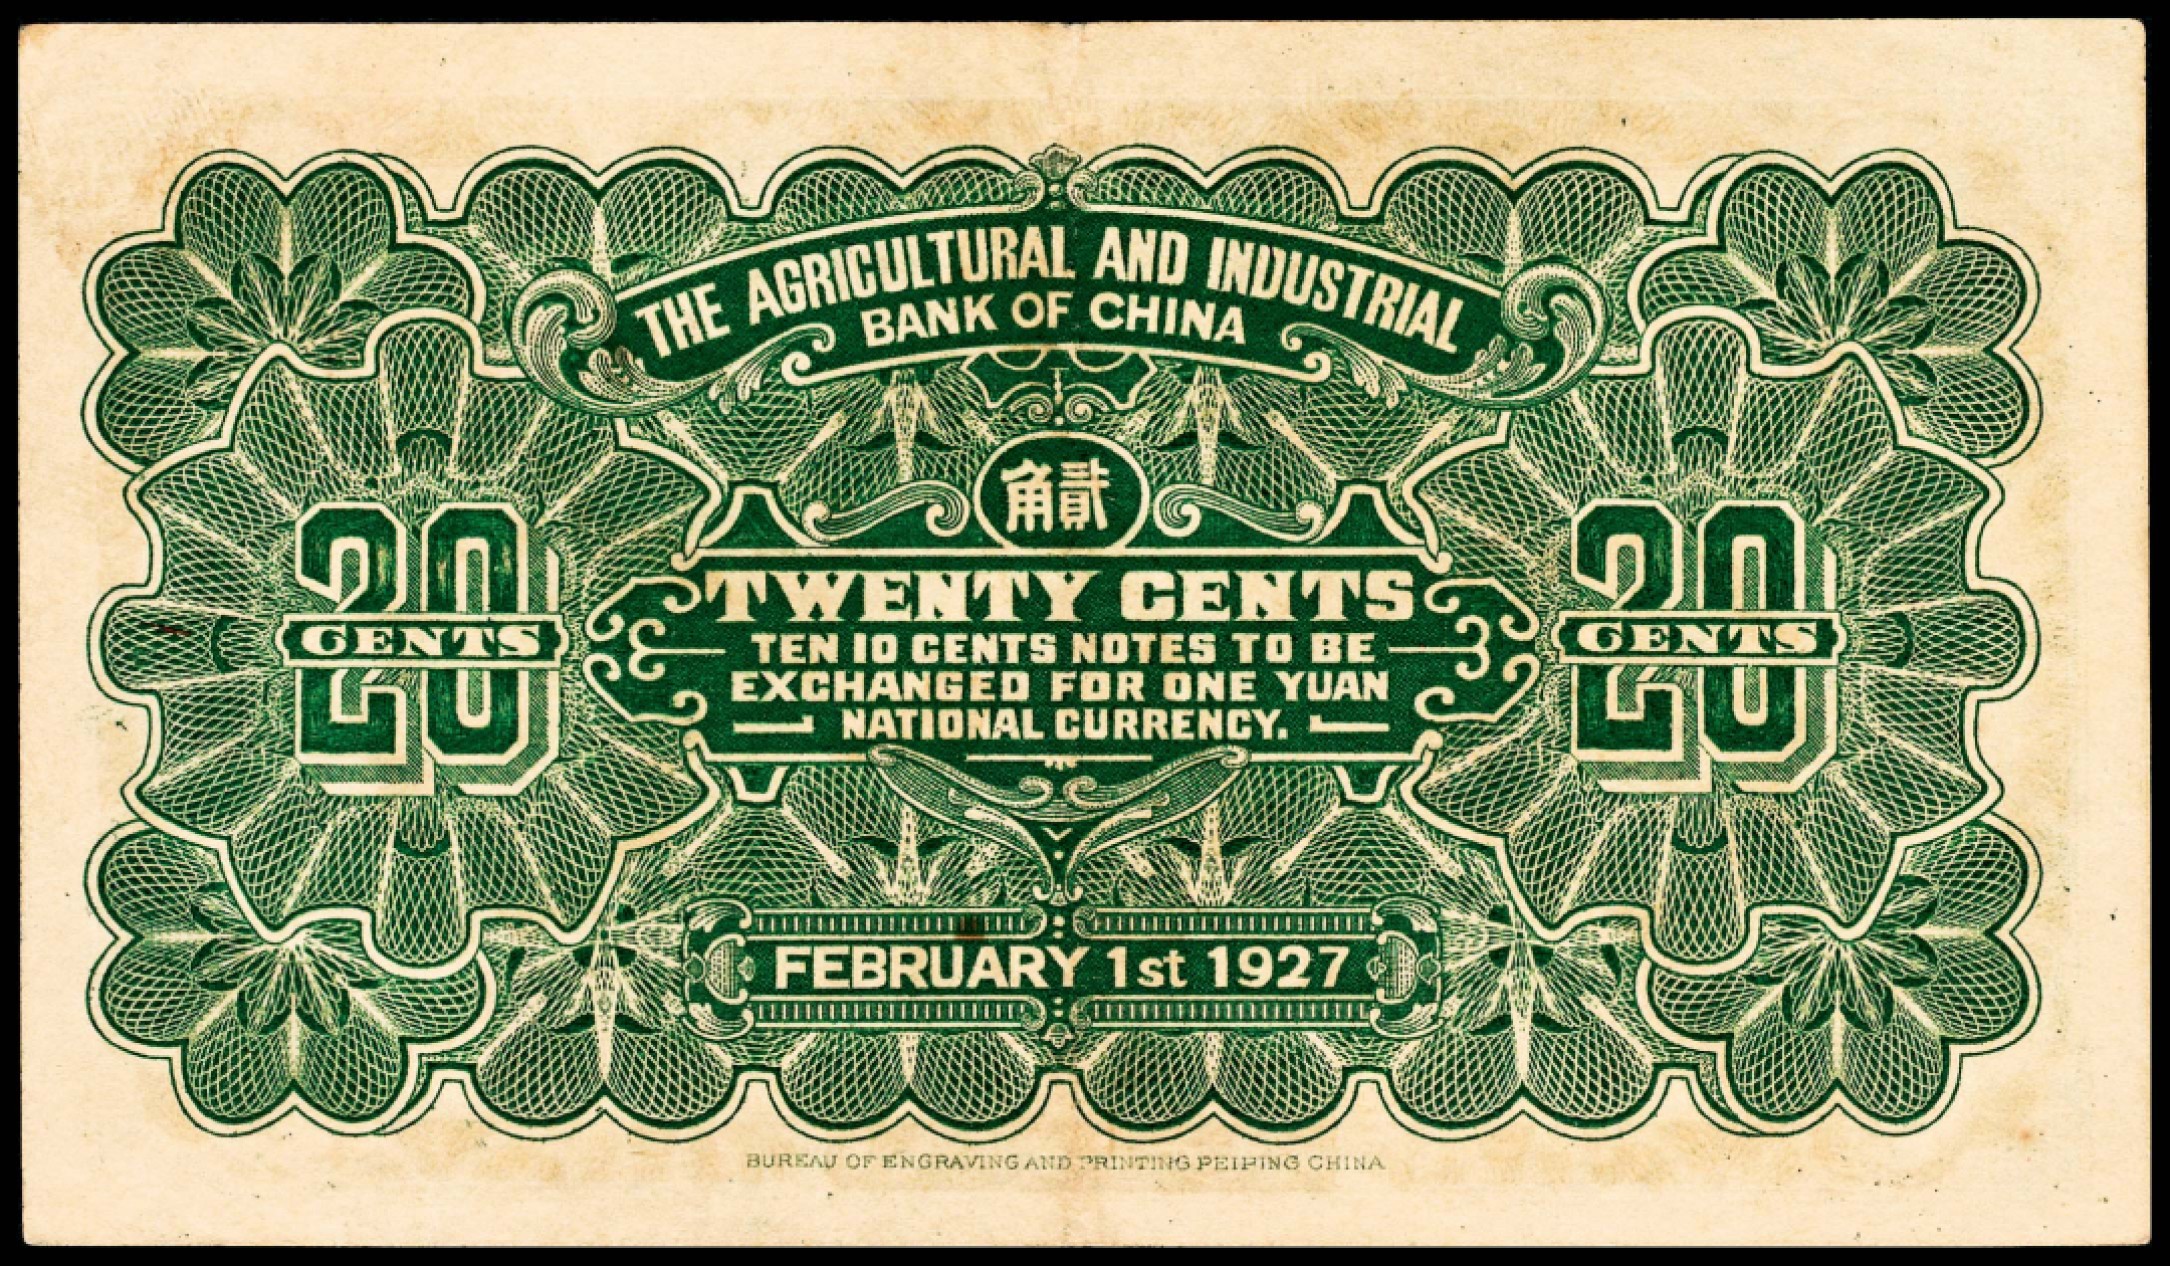 THE AGRICULTURAL AND INDUSTRIAL
BANK OF CHINA
角貳
TWENTY CENTS
TEN 10 CENTS NOTES TO BE
EXCHANGED FOR ONE YUAN
NATIONAL CURRENCY.
20
CENTS
20
CENTS
FEBRUARY 1st 1927
BUREAU OF ENGRAVING AND PRINTING PEIPING CHINA